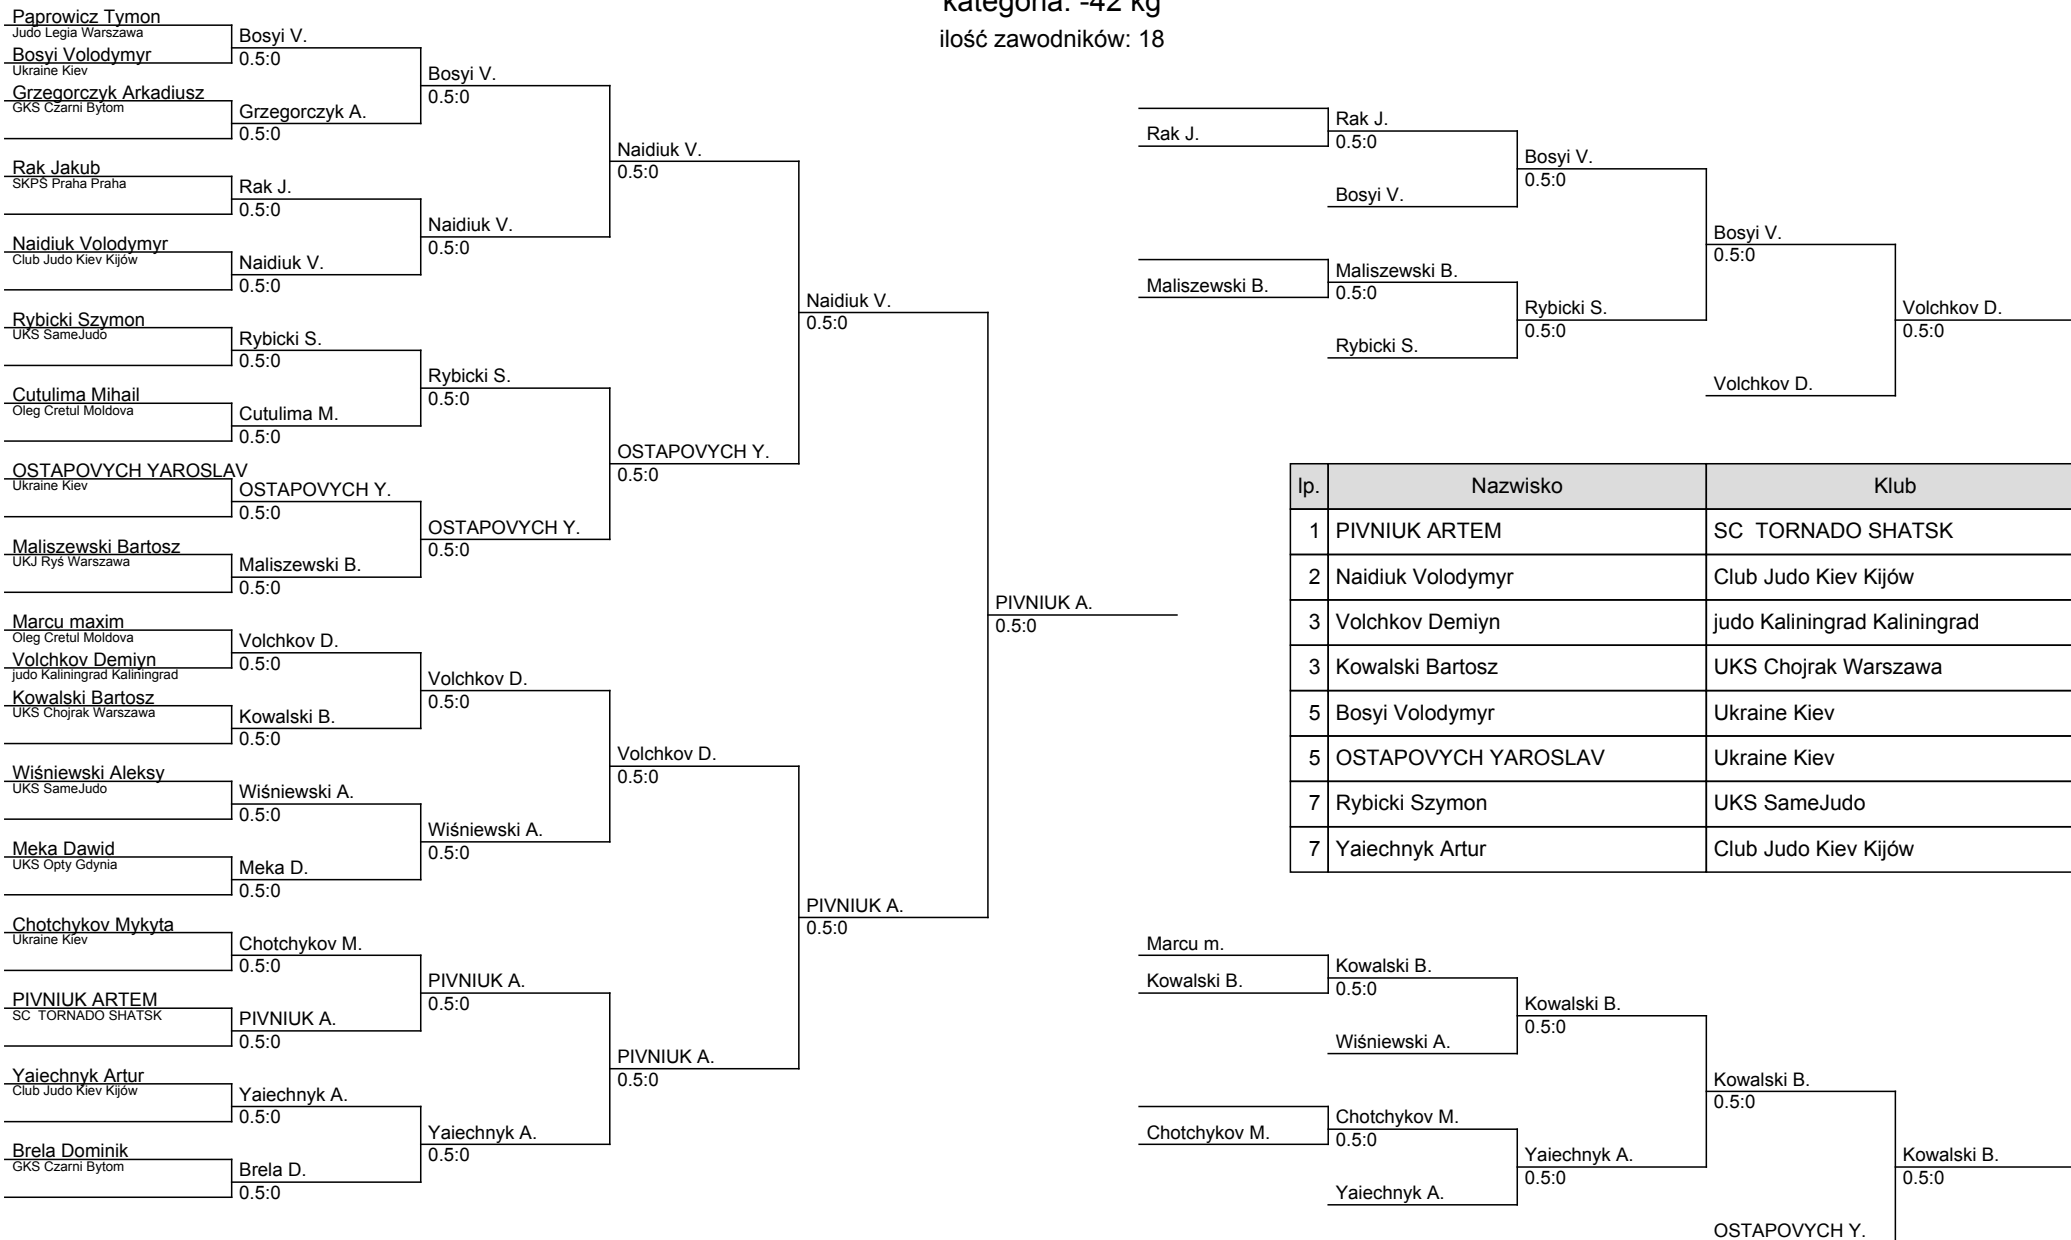 kategoria: -42 kg
ilość zawodników: 18
Paprowicz Tymon
Judo Legia Warszawa
Bosyi Volodymyr
Ukraine Kiev
Grzegorczyk Arkadiusz
GKS Czarni Bytom
Rak Jakub
SKPŠ Praha Praha
Naidiuk Volodymyr
Club Judo Kiev Kijów
Rybicki Szymon
UKS SameJudo
Cutulima Mihail
Oleg Cretul Moldova
OSTAPOVYCH YAROSLAV
Ukraine Kiev
Maliszewski Bartosz
UKJ Ryś Warszawa
Marcu maxim
Oleg Cretul Moldova
Volchkov Demiyn
judo Kaliningrad Kaliningrad
Kowalski Bartosz
UKS Chojrak Warszawa
Wiśniewski Aleksy
UKS SameJudo
Meka Dawid
UKS Opty Gdynia
Chotchykov Mykyta
Ukraine Kiev
PIVNIUK ARTEM
SC TORNADO SHATSK
Yaiechnyk Artur
Club Judo Kiev Kijów
Brela Dominik
GKS Czarni Bytom
Bosyi V.
0.5:0
Grzegorczyk A.
0.5:0
Rak J.
0.5:0
Naidiuk V.
0.5:0
Rybicki S.
0.5:0
Cutulima M.
0.5:0
OSTAPOVYCH Y.
0.5:0
Maliszewski B.
0.5:0
Volchkov D.
0.5:0
Kowalski B.
0.5:0
Wiśniewski A.
0.5:0
Meka D.
0.5:0
Chotchykov M.
0.5:0
PIVNIUK A.
0.5:0
Yaiechnyk A.
0.5:0
Brela D.
0.5:0
Bosyi V.
0.5:0
Naidiuk V.
0.5:0
Rybicki S.
0.5:0
OSTAPOVYCH Y.
0.5:0
Volchkov D.
0.5:0
Wiśniewski A.
0.5:0
PIVNIUK A.
0.5:0
Yaiechnyk A.
0.5:0
Naidiuk V.
0.5:0
OSTAPOVYCH Y.
0.5:0
Volchkov D.
0.5:0
PIVNIUK A.
0.5:0
Naidiuk V.
0.5:0
PIVNIUK A.
0.5:0
PIVNIUK A.
0.5:0
Rak J.
Maliszewski B.
Rak J.
0.5:0
Bosyi V.
Maliszewski B.
0.5:0
Rybicki S.
Bosyi V.
0.5:0
Rybicki S.
0.5:0
Bosyi V.
0.5:0
Volchkov D.
Volchkov D.
0.5:0
lp. Nazwisko Klub
1 PIVNIUK ARTEM SC TORNADO SHATSK
2 Naidiuk Volodymyr Club Judo Kiev Kijów
3 Volchkov Demiyn judo Kaliningrad Kaliningrad
3 Kowalski Bartosz UKS Chojrak Warszawa
5 Bosyi Volodymyr Ukraine Kiev
5 OSTAPOVYCH YAROSLAV Ukraine Kiev
7 Rybicki Szymon UKS SameJudo
7 Yaiechnyk Artur Club Judo Kiev Kijów
Marcu m.
Kowalski B.
Chotchykov M.
Kowalski B.
0.5:0
Wiśniewski A.
Chotchykov M.
0.5:0
Yaiechnyk A.
Kowalski B.
0.5:0
Yaiechnyk A.
0.5:0
Kowalski B.
0.5:0
OSTAPOVYCH Y.
Kowalski B.
0.5:0